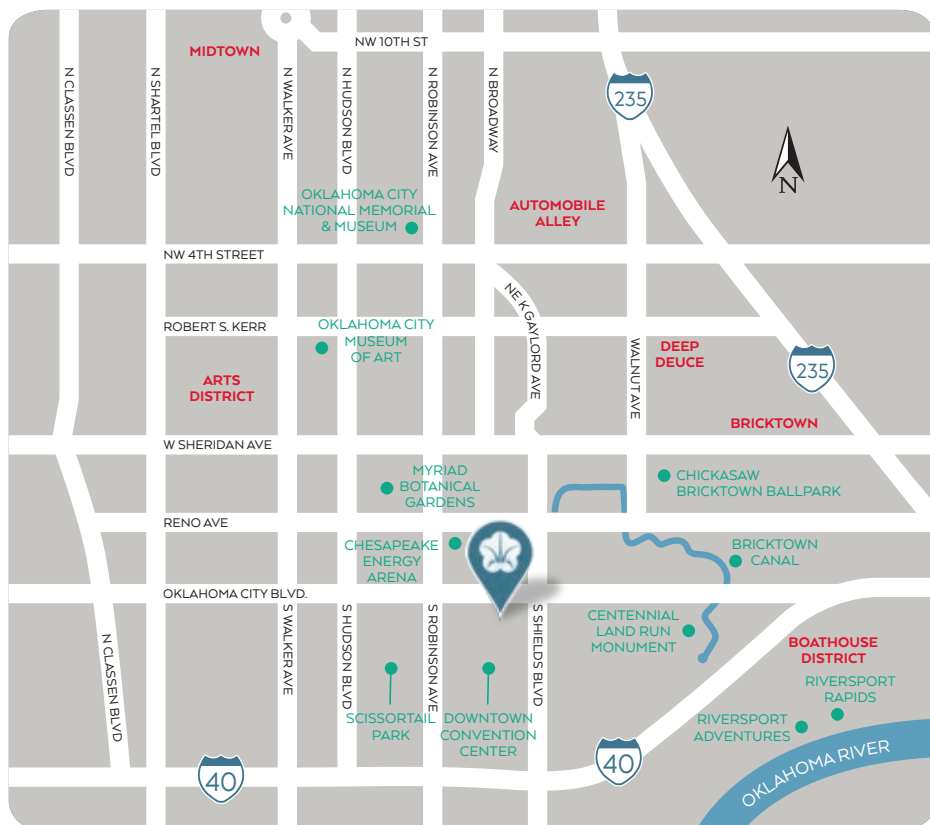 NW 10TH ST
MIDTOWN
N CLASSEN BLVD
N SHARTEL BLVD
N WALKER AVE
N HUDSON BLVD
N ROBINSON AVE
N BROADWAY
235
N
OKLAHOMA CITY
NATIONAL MEMORIAL
& MUSEUM
AUTOMOBILE
ALLEY
NW 4TH STREET
NE K GAYLORD AVE
ROBERT S. KERR
OKLAHOMA CITY
MUSEUM
OF ART
WALNUT AVE
DEEP
DEUCE
235
ARTS
DISTRICT
BRICKTOWN
W SHERIDAN AVE
MYRIAD
BOTANICAL
GARDENS
CHICKASAW
BRICKTOWN BALLPARK
RENO AVE
CHESAPEAKE
ENERGY
ARENA
BRICKTOWN
CANAL
OKLAHOMA CITY BLVD.
N CLASSEN BLVD
S WALKER AVE
S HUDSON BLVD
S ROBINSON AVE
S SHIELDS BLVD
CENTENNIAL
LAND RUN
MONUMENT
BOATHOUSE
DISTRICT
RIVERSPORT
RAPIDS
SCISSORTAIL
PARK
DOWNTOWN
CONVENTION
CENTER
RIVERSPORT
ADVENTURES
40
40
OKLAHOMA RIVER